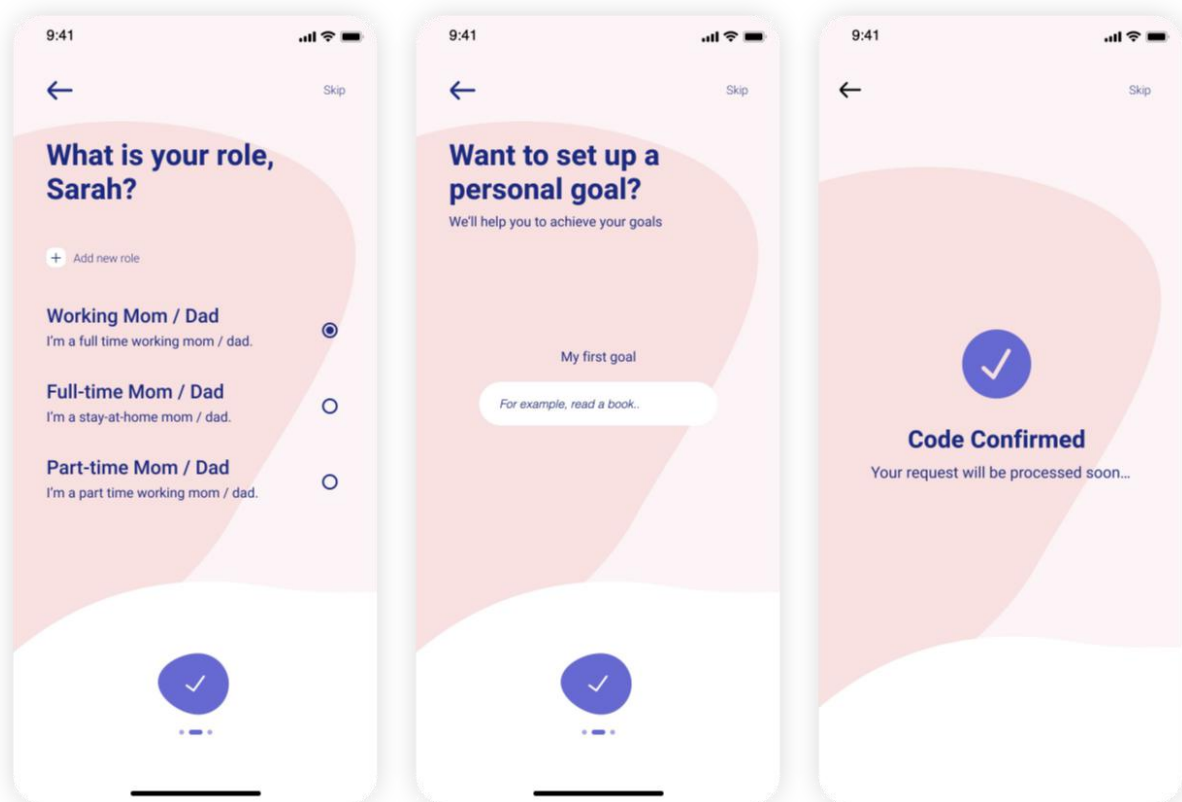 9:41
Skip
What is your role,
Sarah?
Add new role
Working Mom / Dad
I'm a full time working mom / dad.
Full-time Mom / Dad
I'm a stay-at-home mom / dad.
Part-time Mom / Dad
I'm a part time working mom / dad.
9:41
Skip
Want to set up a
personal goal?
We'll help you to achieve your goals
My first goal
For example, read a book..
9:41
Skip
Code Confirmed
Your request will be processed soon...